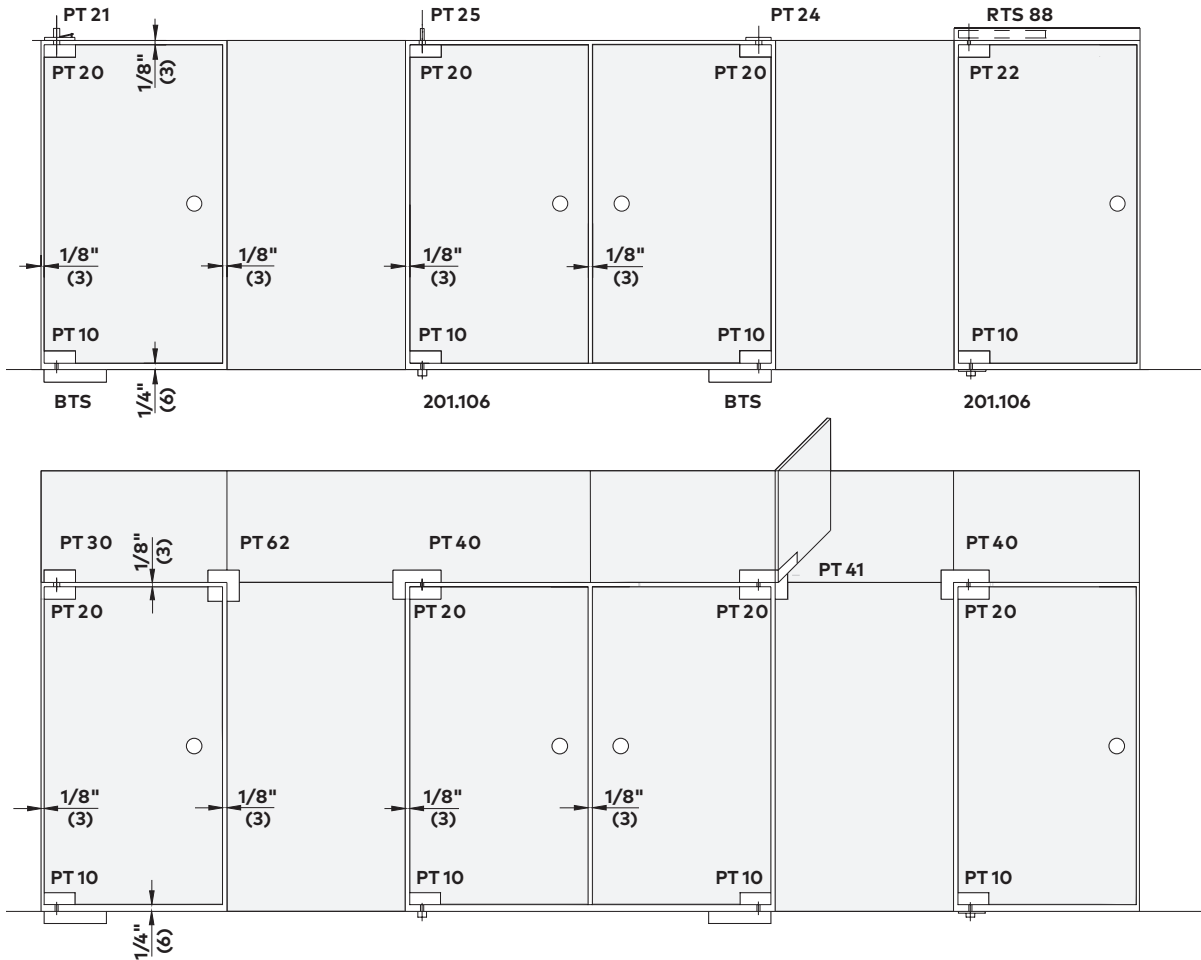 PT 21
PT 25
PT 24
RTS 88
PT 20
1/8"
(3)
PT 20
PT 20
PT 22
1/8"
(3)
1/8"
(3)
1/8"
(3)
1/8"
(3)
PT 10
PT 10
PT 10
PT 10
BTS
1/4"
(6)
201.106
BTS
201.106
PT 30
1/8"
(3)
PT 62
PT 40
PT 41
PT 40
PT 20
PT 20
PT 20
PT 20
1/8"
(3)
1/8"
(3)
1/8"
(3)
1/8"
(3)
PT 10
PT 10
PT 10
PT 10
1/4"
(6)